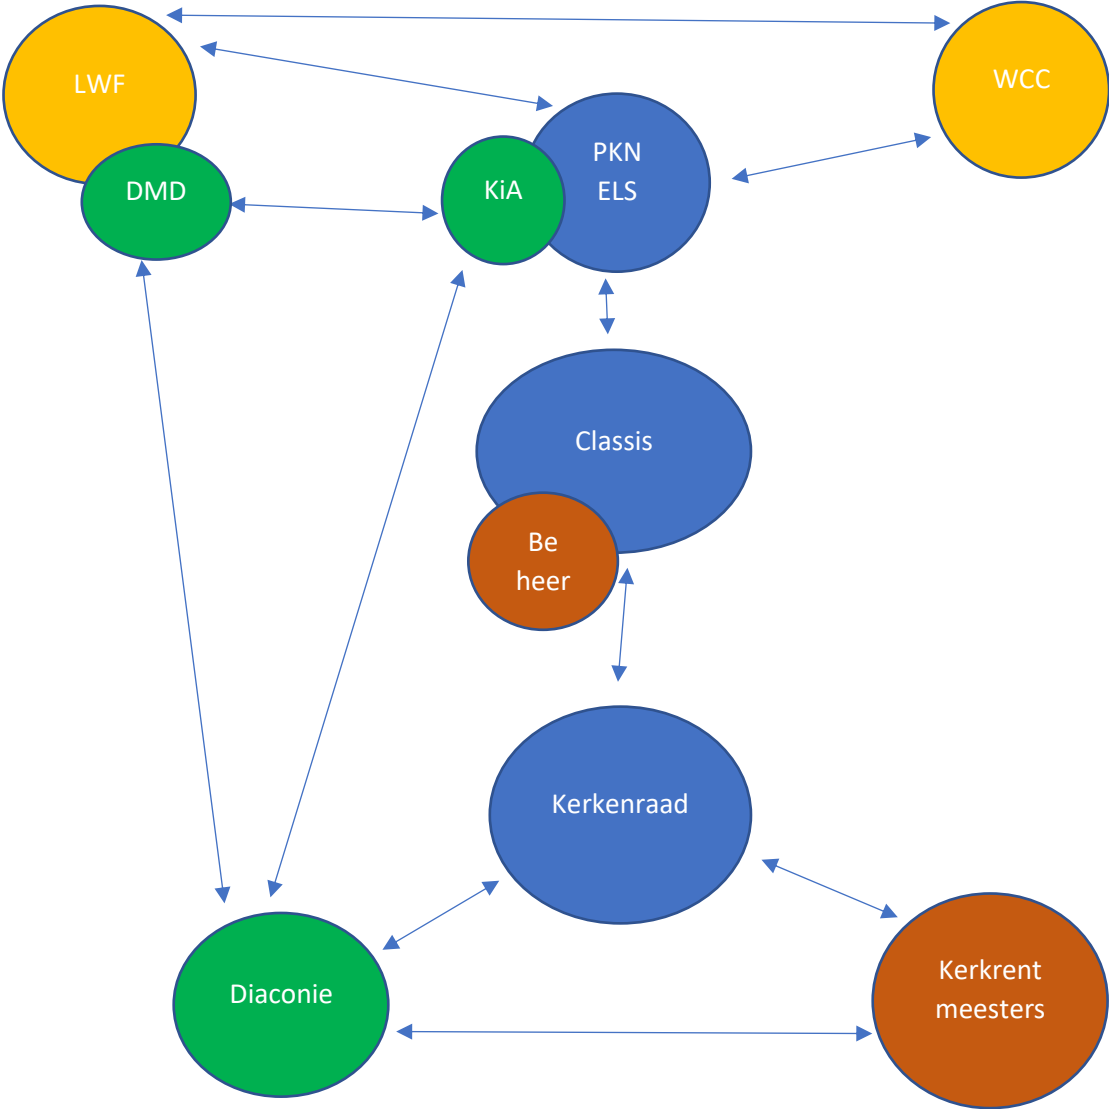 LWF
WCC
DMD
KiA
PKN
ELS
Classis
Be
heer
Kerkenraad
Diaconie
Kerkrent
meesters